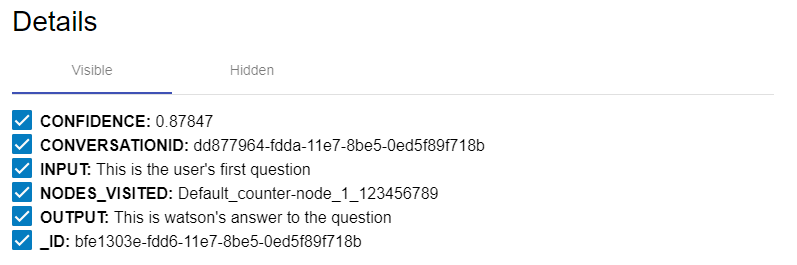 Details
Visible Hidden
CONFIDENCE: 0.87847
CONVERSATIONID: dd877964-fdda-11e7-8be5-0ed5f89f718b
INPUT: This is the user's first question
NODES_VISITED: Default_counter-node_1_123456789
OUTPUT: This is watson's answer to the question
_ID: bfe1303e-fdd6-11e7-8be5-0ed5f89f718b